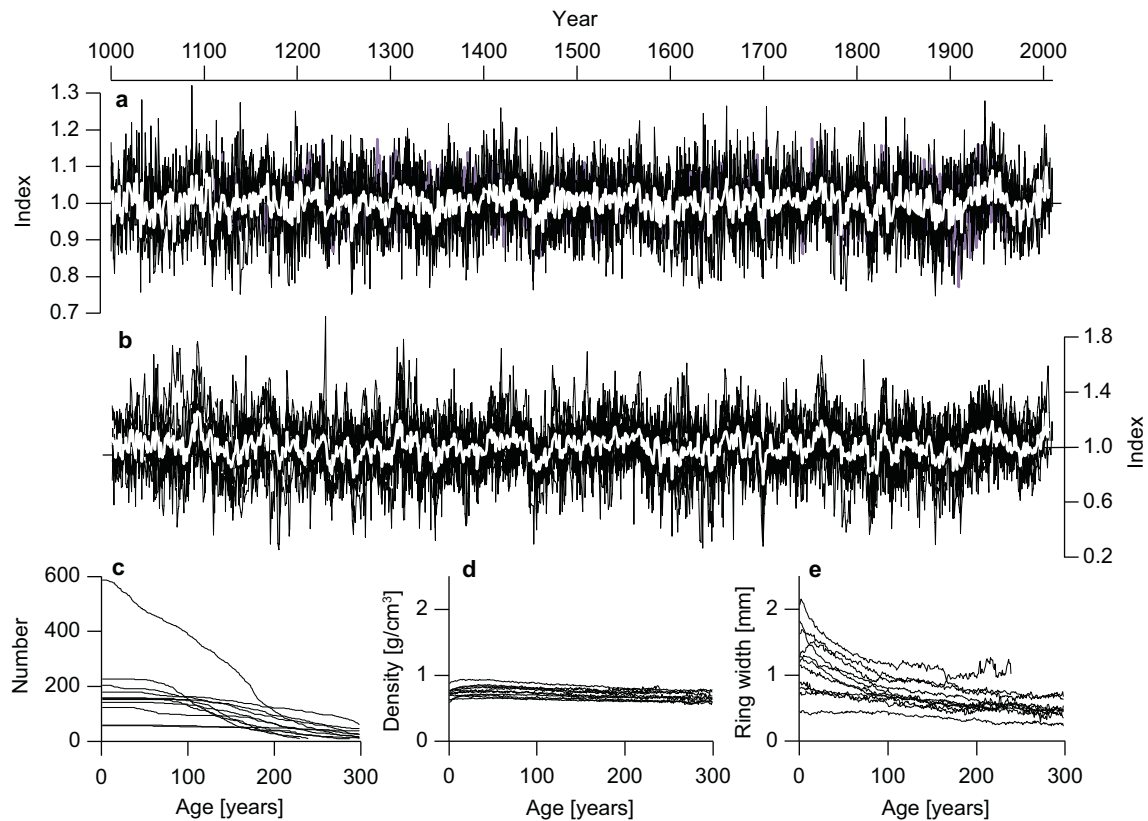 Year
1000 1100 1200 1300 1400 1500 1600 1700 1800 1900 2000
a
1.3
1.2
1.1
1.0
0.9
0.8
0.7
Index
b
1.8
1.4
1.0
0.6
0.2
Index
c
600
400
200
0
Number
0 100 200 300
Age [years]
d
2
1
0
Density [g/cm³]
0 100 200 300
Age [years]
e
2
1
0
Ring width [mm]
0 100 200 300
Age [years]